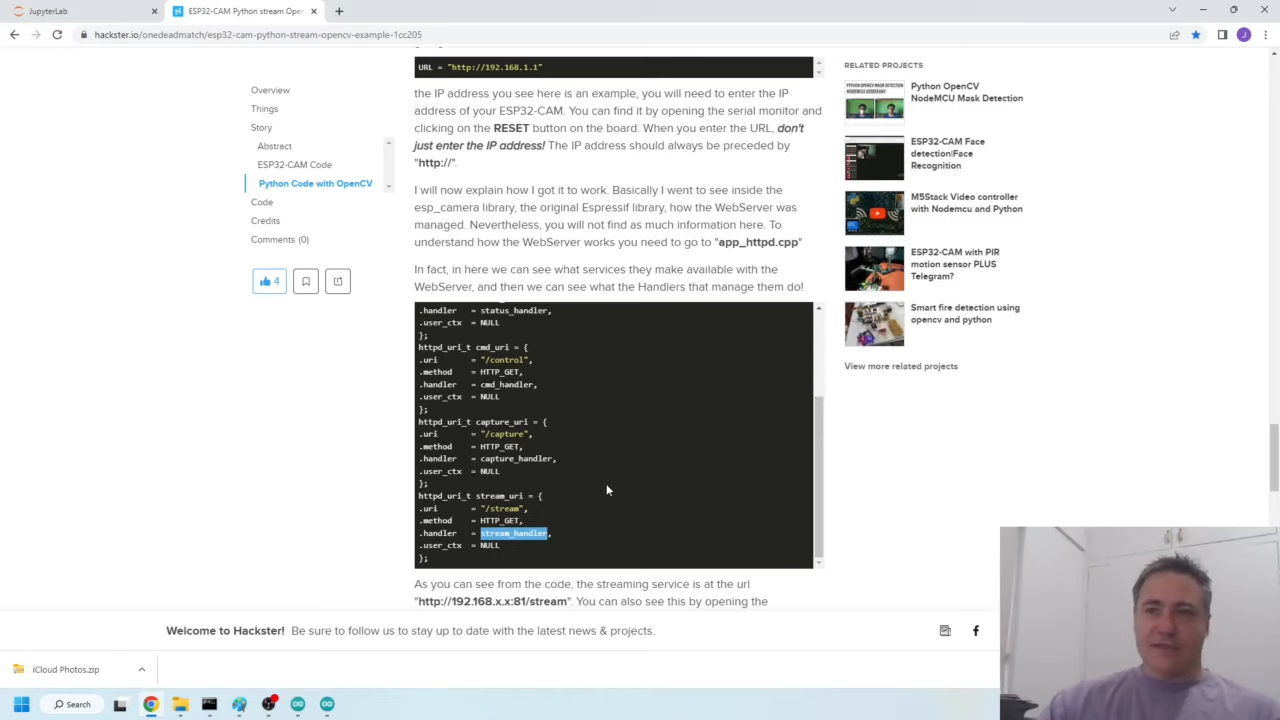 JupyterLab
ESP32-CAM Python stream Open
hackster.io/onedeadmatch/esp32-cam-python-stream-opencv-example-1cc205
Overview
Things
Story
Abstract
ESP32-CAM Code
Python Code with OpenCV
Code
Credits
Comments (0)
4
URL = "http://192.168.1.1"
the IP address you see here is an example, you will need to enter the IP
address of your ESP32-CAM. You can find it by opening the serial monitor and
clicking on the RESET button on the board. When you enter the URL, don't
just enter the IP address! The IP address should always be preceded by
"http://".
I will now explain how I got it to work. Basically I went to see inside the
esp_camera library, the original Espressif library, how the WebServer was
managed. Nevertheless, you will not find as much information here. To
understand how the WebServer works you need to go to "app_httpd.cpp"
In fact, in here we can see what services they make available with the
WebServer, and then we can see what the Handlers that manage them do!
.handler = status_handler,
.user_ctx = NULL
};
httpd_uri_t cmd_uri = {
.uri = "/control",
.method = HTTP_GET,
.handler = cmd_handler,
.user_ctx = NULL
};
httpd_uri_t capture_uri = {
.uri = "/capture",
.method = HTTP_GET,
.handler = capture_handler,
.user_ctx = NULL
};
httpd_uri_t stream_uri = {
.uri = "/stream",
.method = HTTP_GET,
.handler = stream_handler,
.user_ctx = NULL
};
As you can see from the code, the streaming service is at the url
"http://192.168.x.x:81/stream". You can also see this by opening the
RELATED PROJECTS
Python OpenCV
NodeMCU Mask Detection
ESP32-CAM Face
detection|Face
Recognition
M5Stack Video controller
with Nodemcu and Python
ESP32-CAM with PIR
motion sensor PLUS
Telegram?
Smart fire detection using
opencv and python
View more related projects
Welcome to Hackster! Be sure to follow us to stay up to date with the latest news & projects.
iCloud Photos.zip
Search